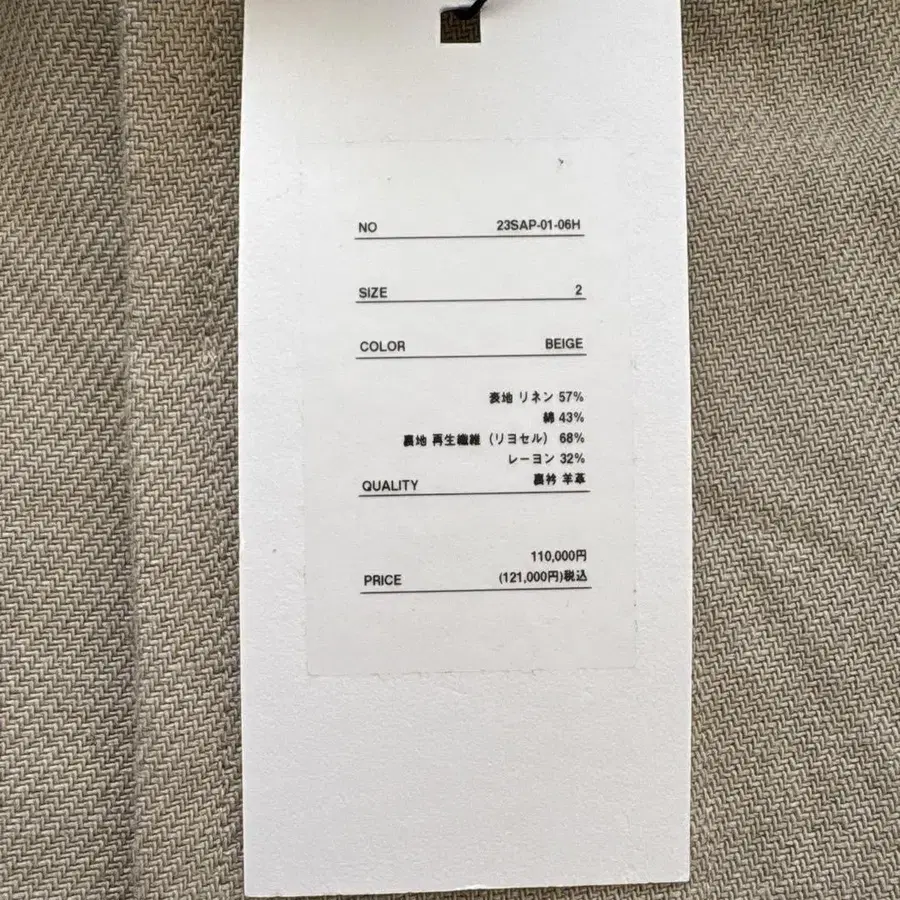 NO 23SAP-01-06H
SIZE 2
COLOR BEIGE
表地 リネン 57%
綿 43%
裏地 再生繊維（リヨセル） 68%
レーヨン 32%
QUALITY 裏衿 羊革
110,000円
PRICE (121,000円)税込